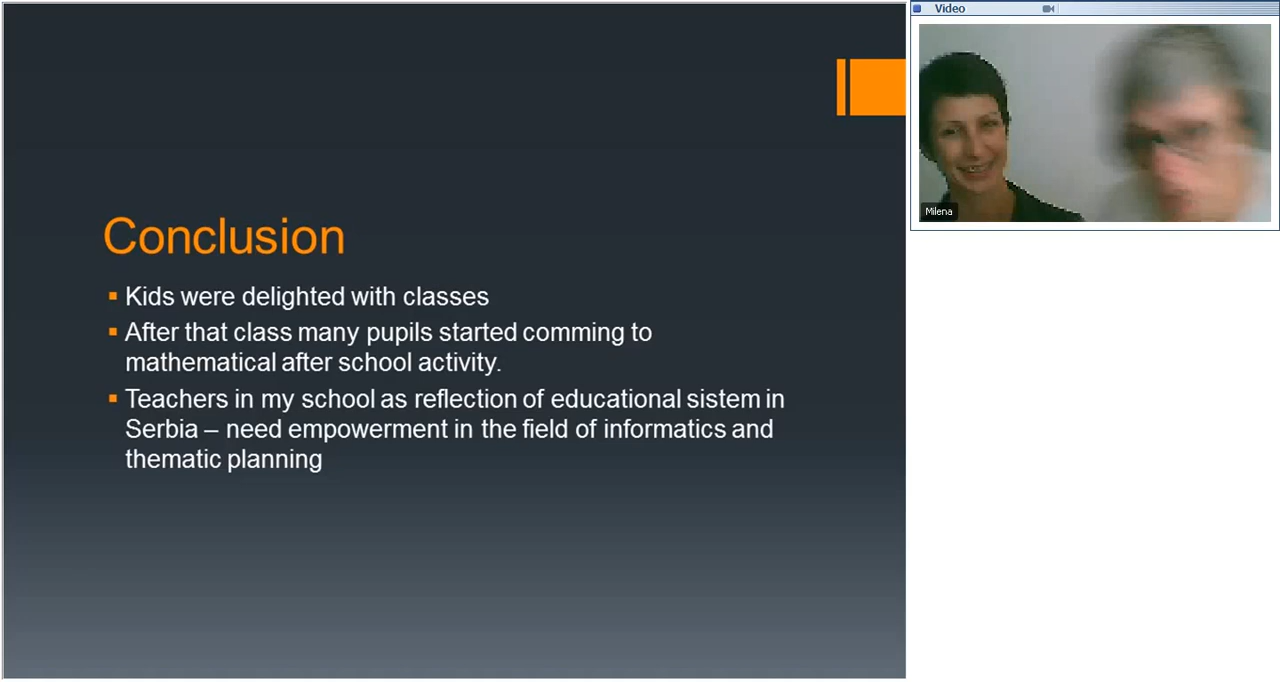 Video
Milena
Conclusion
Kids were delighted with classes
After that class many pupils started comming to
mathematical after school activity.
Teachers in my school as reflection of educational sistem in
Serbia – need empowerment in the field of informatics and
thematic planning